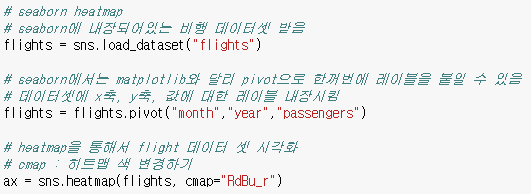 # seaborn heatmap
# seaborn에 내장되어있는 비행 데이터셋 받음
flights = sns.load_dataset("flights")
# seaborn에서는 matplotlib와 달리 pivot으로 한꺼번에 레이블을 붙일 수 있음
# 데이터셋에 x축, y축, 값에 대한 레이블 내장시킴
flights = flights.pivot("month","year","passengers")
# heatmap을 통해서 flight 데이터 셋 시각화
# cmap : 히트맵 색 변경하기
ax = sns.heatmap(flights, cmap="RdBu_r")